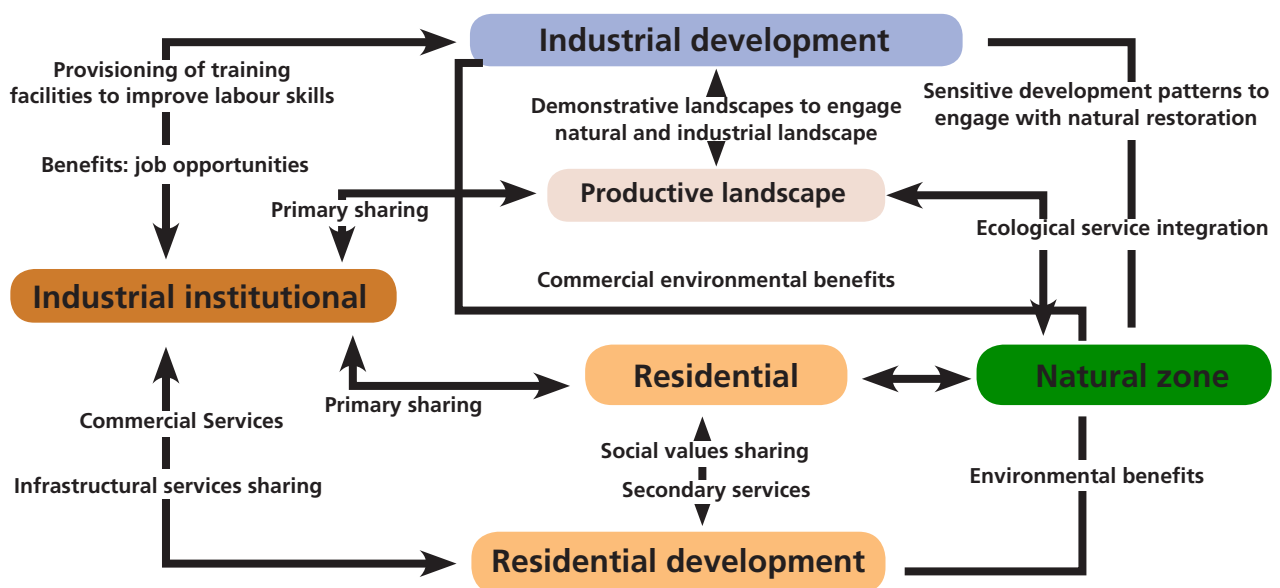 Industrial development
Provisioning of training
facilities to improve labour skills
Demonstrative landscapes to engage
natural and industrial landscape
Sensitive development patterns to
engage with natural restoration
Benefits: job opportunities
Productive landscape
Primary sharing
Ecological service integration
Industrial institutional
Commercial environmental benefits
Residential
Natural zone
Primary sharing
Commercial Services
Social values sharing
Infrastructural services sharing
Secondary services
Environmental benefits
Residential development